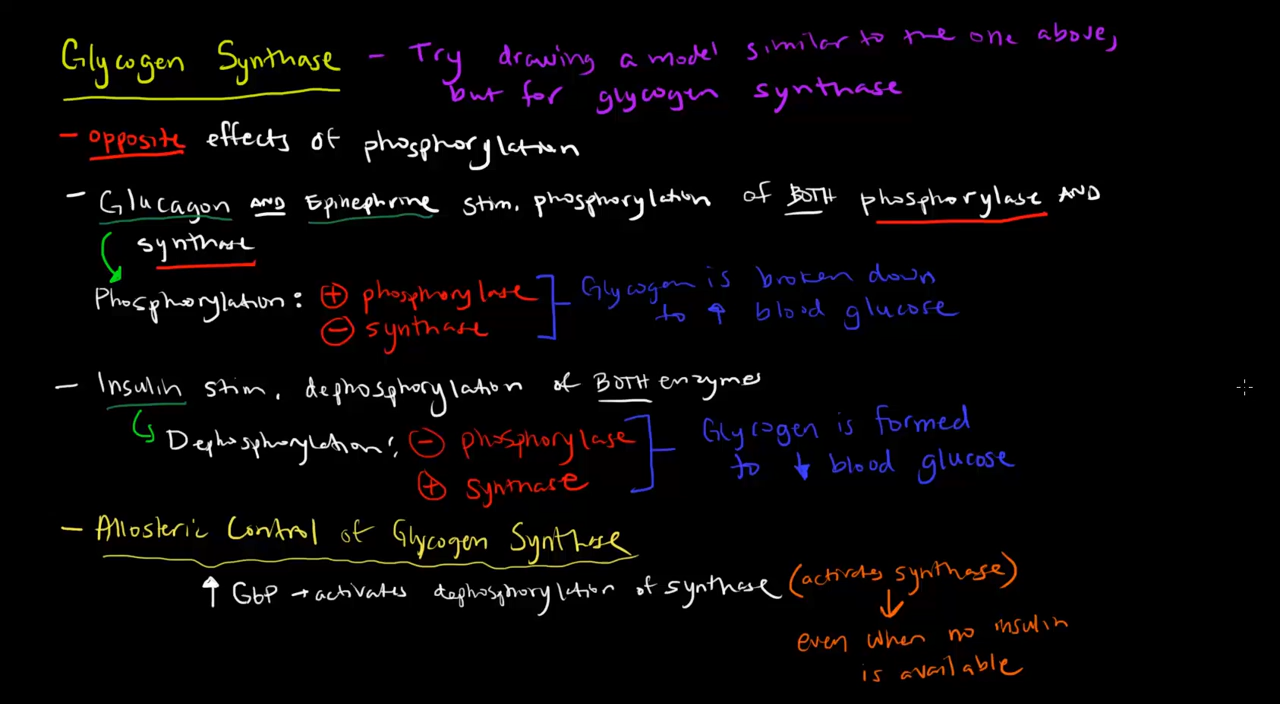 Glycogen Synthase - Try drawing a model similar to the one above,
but for glycogen synthase
- opposite effects of phosphorylation
- Glucagon AND Epinephrine stim. phosphorylation of BOTH phosphorylase AND
synthase
Phosphorylation: ⊕ phosphorylase
⊖ synthase
Glycogen is broken down
to ↑ blood glucose
- Insulin stim. dephosphorylation of BOTH enzymes
Dephosphorylation: ⊖ phosphorylase
⊕ synthase
Glycogen is formed
to ↓ blood glucose
- Allosteric Control of Glycogen Synthase
↑ G6P → activates dephosphorylation of synthase (activates synthase)
↓
even when no insulin
is available